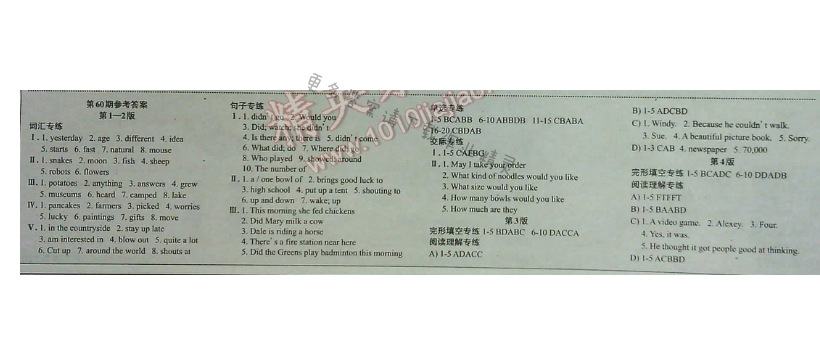 第60期参考答案
第1—2版
词汇专练
Ⅰ. 1. yesterday 2. age 3. different 4. idea
5. starts 6. fast 7. natural 8. mouse
Ⅱ. 1. snakes 2. moon 3. fish 4. sheep
5. robots 6. flowers
Ⅲ. 1. potatoes 2. anything 3. answers 4. grew
5. museums 6. heard 7. camped 8. lake
Ⅳ. 1. pancakes 2. farmers 3. picked 4. worries
5. lucky 6. paintings 7. gifts 8. move
Ⅴ. 1. in the countryside 2. stay up late
3. am interested in 4. blow out 5. quite a lot
6. Cut up 7. around the world 8. shouts at
句子专练
Ⅰ. 1. didn't go 2. Would you
3. Did; watch; he didn't
4. Is there any; there is 5. didn't come
6. What did; do 7. Where did
8. Who played 9. showed; around
10. The number of
Ⅱ. 1. a / one bowl of 2. brings good luck to
3. high school 4. put up a tent 5. shouting to
6. up and down 7. wake; up
Ⅲ. 1. This morning she fed chickens
2. Did Mary milk a cow
3. Dale is riding a horse
4. There's a fire station near here
5. Did the Greens play badminton this morning
单选专练
1-5 BCABB 6-10 ABBDB 11-15 CBABA
16-20 CBDAB
交际专练
Ⅰ. 1-5 CAFBG
Ⅱ. 1. May I take your order
2. What kind of noodles would you like
3. What size would you like
4. How many bowls would you like
5. How much are they
第3版
完形填空专练 1-5 BDABC 6-10 DACCA
阅读理解专练
A) 1-5 ADACC
B) 1-5 ADCBD
C) 1. Windy. 2. Because he couldn't walk.
3. Sue. 4. A beautiful picture book. 5. Sorry.
D) 1-3 CAB 4. newspaper 5. 70,000
第4版
完形填空专练 1-5 BCADC 6-10 DDADB
阅读理解专练
A) 1-5 FTFFT
B) 1-5 BAABD
C) 1. A video game. 2. Alexey. 3. Four.
4. Yes, it was.
5. He thought it got people good at thinking.
D) 1-5 ACBBD